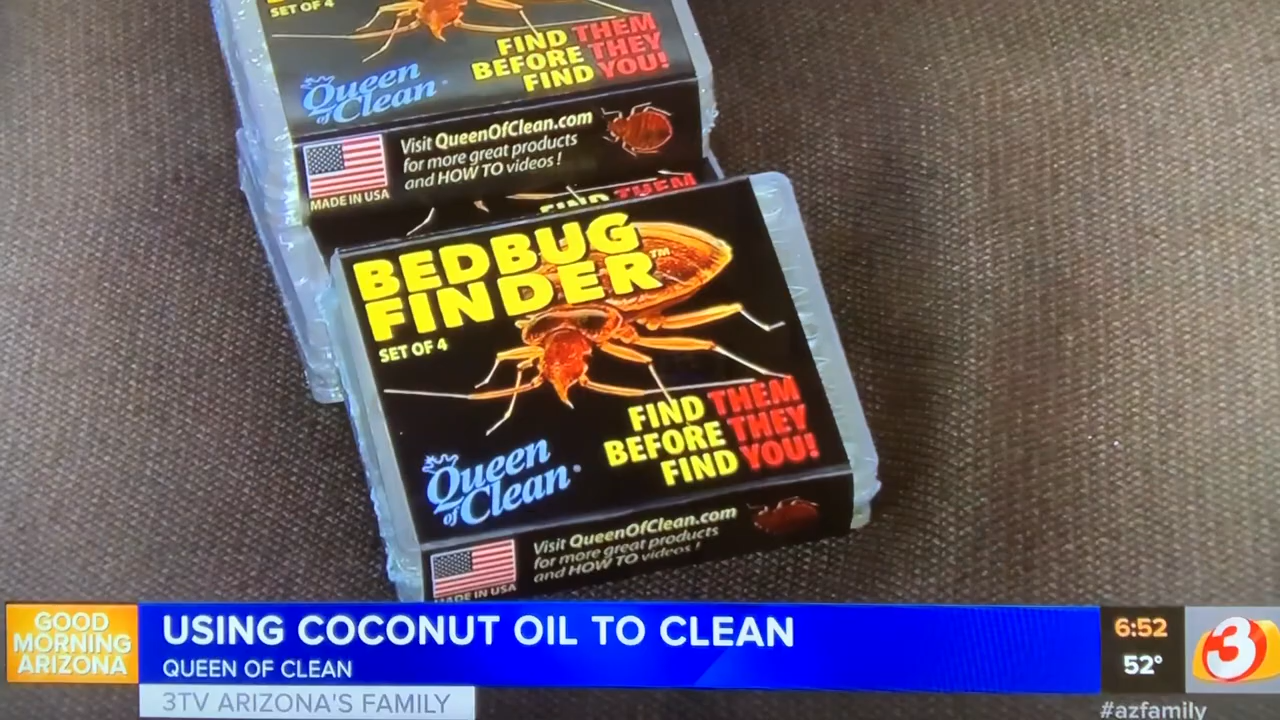 SET OF 4
FIND THEM
BEFORE THEY
FIND YOU!
Queen
of Clean
Visit QueenOfClean.com
for more great products
and HOW TO videos!
MADE IN USA
FIND THEM
BEDBUG
FINDER™
SET OF 4
FIND THEM
BEFORE THEY
FIND YOU!
Queen
of Clean
Visit QueenOfClean.com
for more great products
and HOW TO videos!
MADE IN USA
GOOD
MORNING
ARIZONA
USING COCONUT OIL TO CLEAN
QUEEN OF CLEAN
3TV ARIZONA'S FAMILY
6:52
52°
3
#azfamily